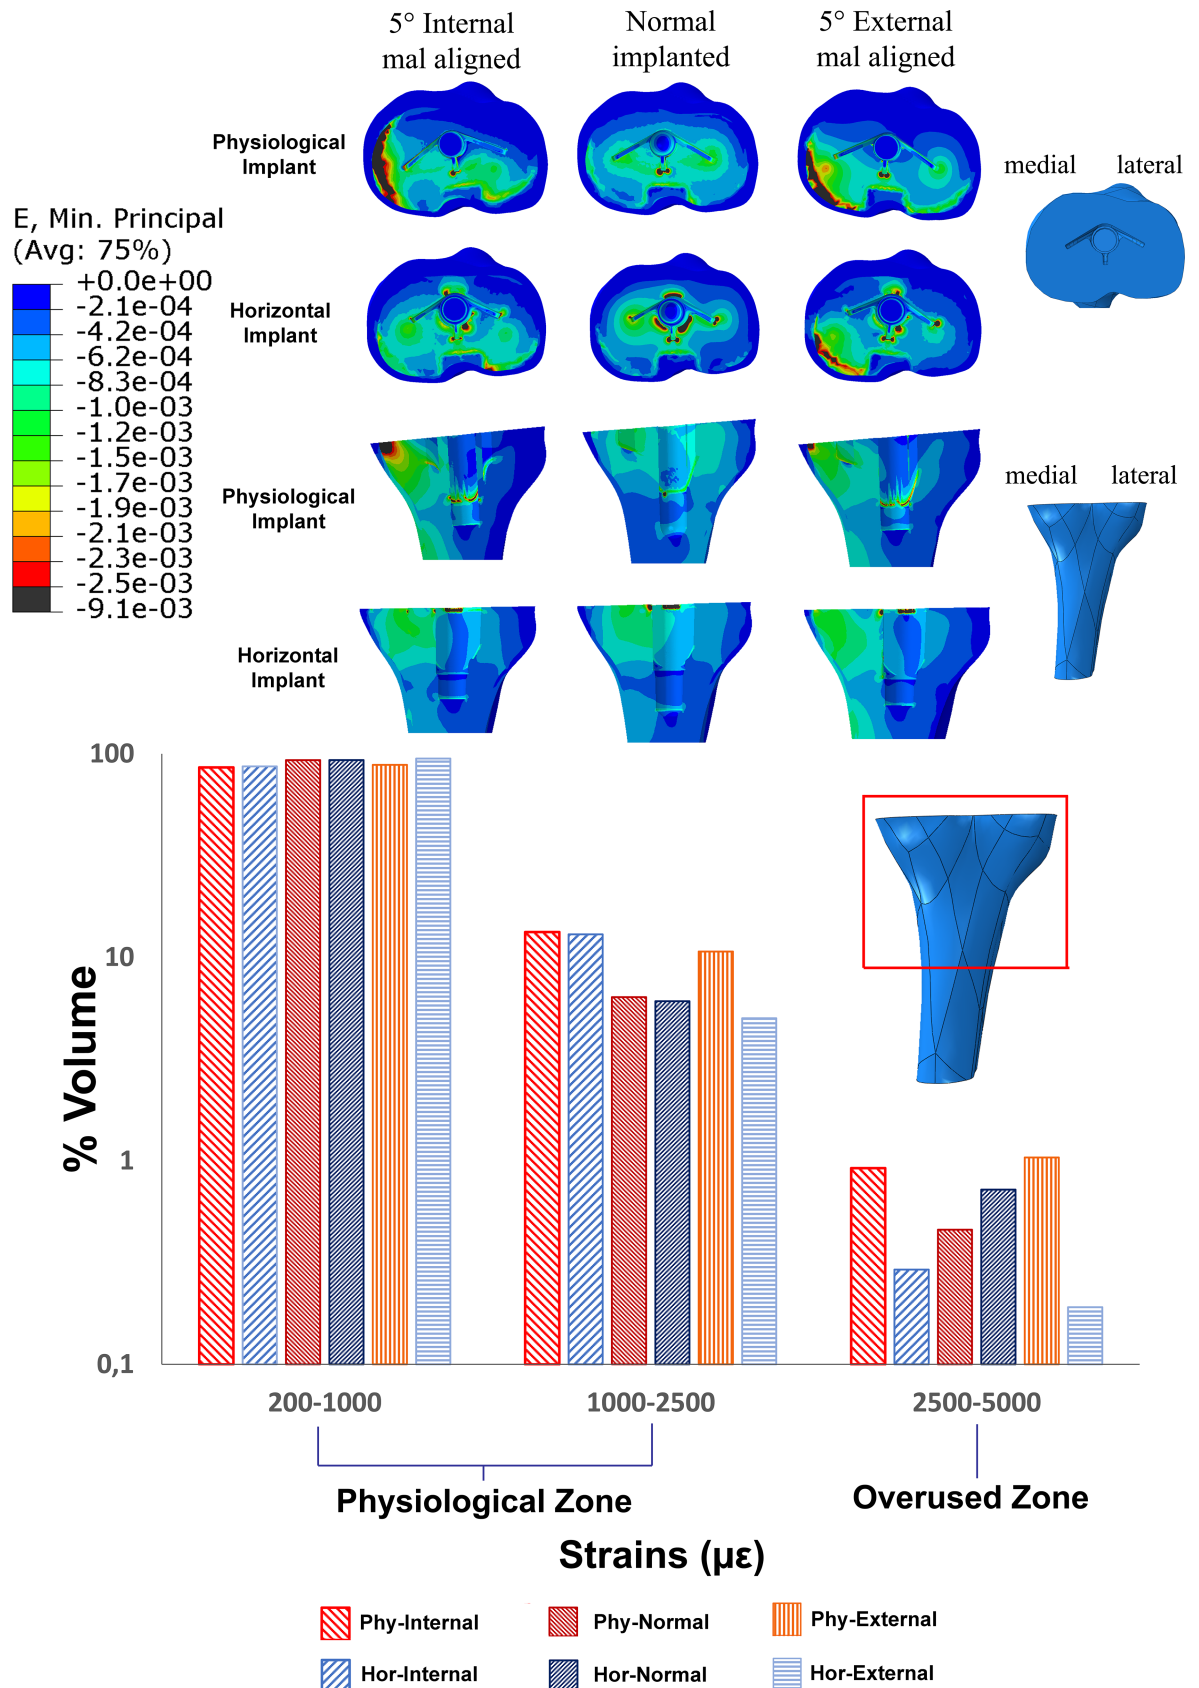 5° Internal
mal aligned
Normal
implanted
5° External
mal aligned
Physiological
Implant
medial lateral
E, Min. Principal
(Avg: 75%)
+0.0e+00
-2.1e-04
-4.2e-04
-6.2e-04
-8.3e-04
-1.0e-03
-1.2e-03
-1.5e-03
-1.7e-03
-1.9e-03
-2.1e-03
-2.3e-03
-2.5e-03
-9.1e-03
Horizontal
Implant
Physiological
Implant
medial lateral
Horizontal
Implant
100
10
1
0,1
% Volume
200-1000 1000-2500 2500-5000
Physiological Zone Overused Zone
Strains (με)
Phy-Internal Phy-Normal Phy-External
Hor-Internal Hor-Normal Hor-External